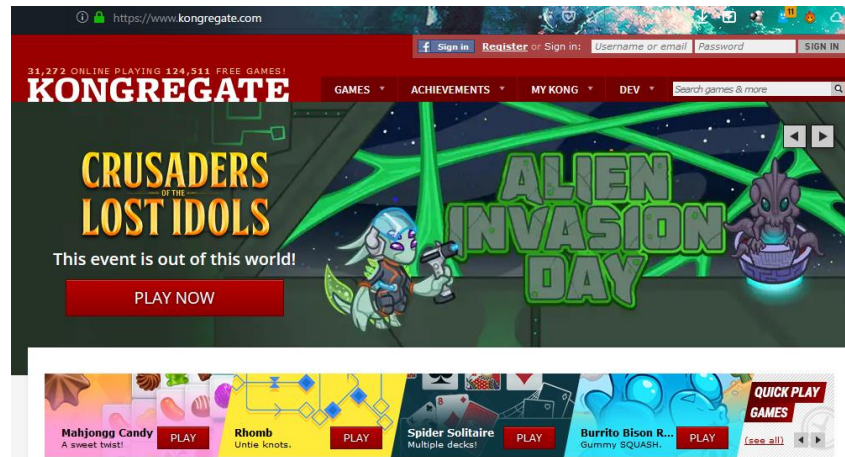 https://www.kongregate.com
11
f Sign in Register or Sign in: Username or email Password SIGN IN
31,272 ONLINE PLAYING 124,511 FREE GAMES!
KONGREGATE
GAMES ACHIEVEMENTS MY KONG DEV Search games & more
CRUSADERS
OF THE
LOST IDOLS
This event is out of this world!
PLAY NOW
ALIEN
INVASION
DAY
Mahjongg Candy
A sweet twist!
PLAY
Rhomb
Untie knots.
PLAY
Spider Solitaire
Multiple decks!
PLAY
Burrito Bison R...
Gummy SQUASH.
PLAY
QUICK PLAY
GAMES
(see all)